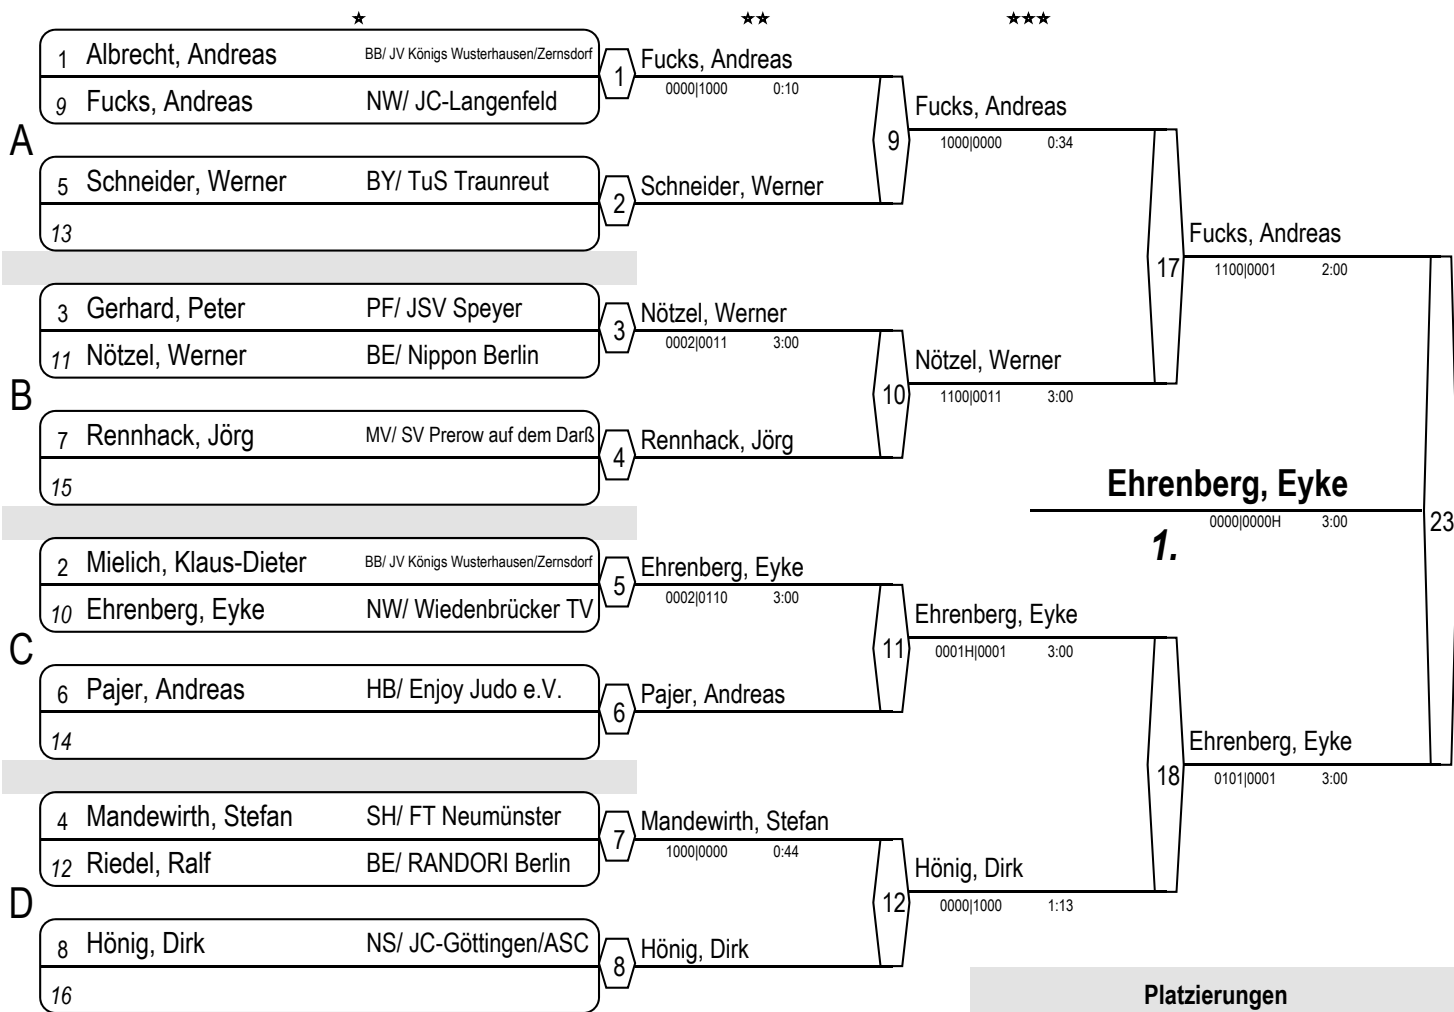 ★ ★★ ★★★
1 Albrecht, Andreas BB/ JV Königs Wusterhausen/Zernsdorf
9 Fucks, Andreas NW/ JC-Langenfeld
1
Fucks, Andreas
0000|1000 0:10
A
5 Schneider, Werner BY/ TuS Traunreut
13
2
Schneider, Werner
9
Fucks, Andreas
1000|0000 0:34
3 Gerhard, Peter PF/ JSV Speyer
11 Nötzel, Werner BE/ Nippon Berlin
3
Nötzel, Werner
0002|0011 3:00
B
7 Rennhack, Jörg MV/ SV Prerow auf dem Darß
15
4
Rennhack, Jörg
10
Nötzel, Werner
1100|0011 3:00
17
Fucks, Andreas
1100|0001 2:00
2 Mielich, Klaus-Dieter BB/ JV Königs Wusterhausen/Zernsdorf
10 Ehrenberg, Eyke NW/ Wiedenbrücker TV
5
Ehrenberg, Eyke
0002|0110 3:00
C
6 Pajer, Andreas HB/ Enjoy Judo e.V.
14
6
Pajer, Andreas
11
Ehrenberg, Eyke
0001H|0001 3:00
4 Mandewirth, Stefan SH/ FT Neumünster
12 Riedel, Ralf BE/ RANDORI Berlin
7
Mandewirth, Stefan
1000|0000 0:44
D
8 Hönig, Dirk NS/ JC-Göttingen/ASC
16
8
Hönig, Dirk
12
Hönig, Dirk
0000|1000 1:13
18
Ehrenberg, Eyke
0101|0001 3:00
23
Ehrenberg, Eyke
0000|0000H 3:00
1.
Platzierungen